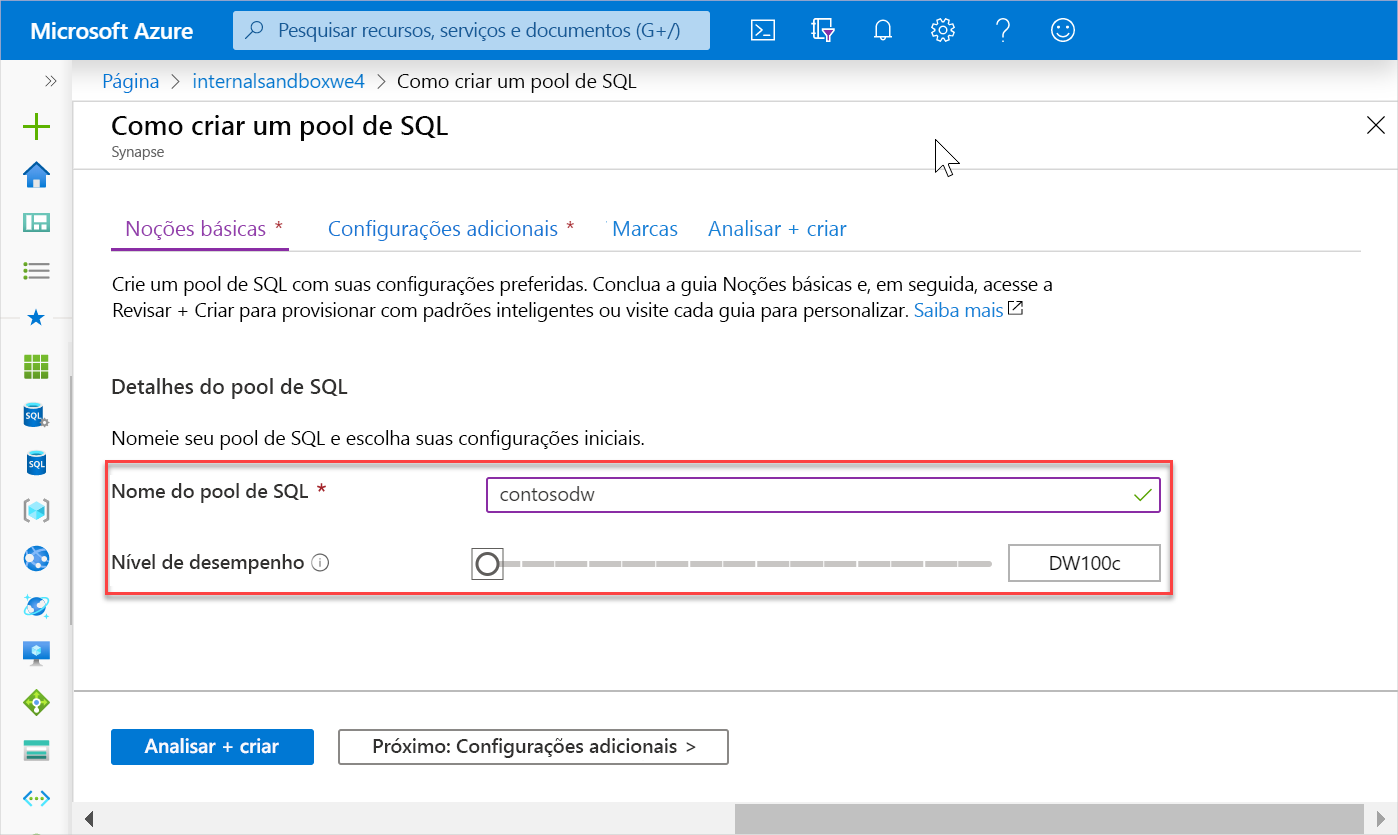 Microsoft Azure
Pesquisar recursos, serviços e documentos (G+/)
Página > internalsandboxwe4 > Como criar um pool de SQL
Como criar um pool de SQL
Synapse
Noções básicas * Configurações adicionais * Marcas Analisar + criar
Crie um pool de SQL com suas configurações preferidas. Conclua a guia Noções básicas e, em seguida, acesse a
Revisar + Criar para provisionar com padrões inteligentes ou visite cada guia para personalizar. Saiba mais
Detalhes do pool de SQL
Nomeie seu pool de SQL e escolha suas configurações iniciais.
Nome do pool de SQL * contosodw
Nível de desempenho DW100c
SQL
SQL
Analisar + criar Próximo: Configurações adicionais >